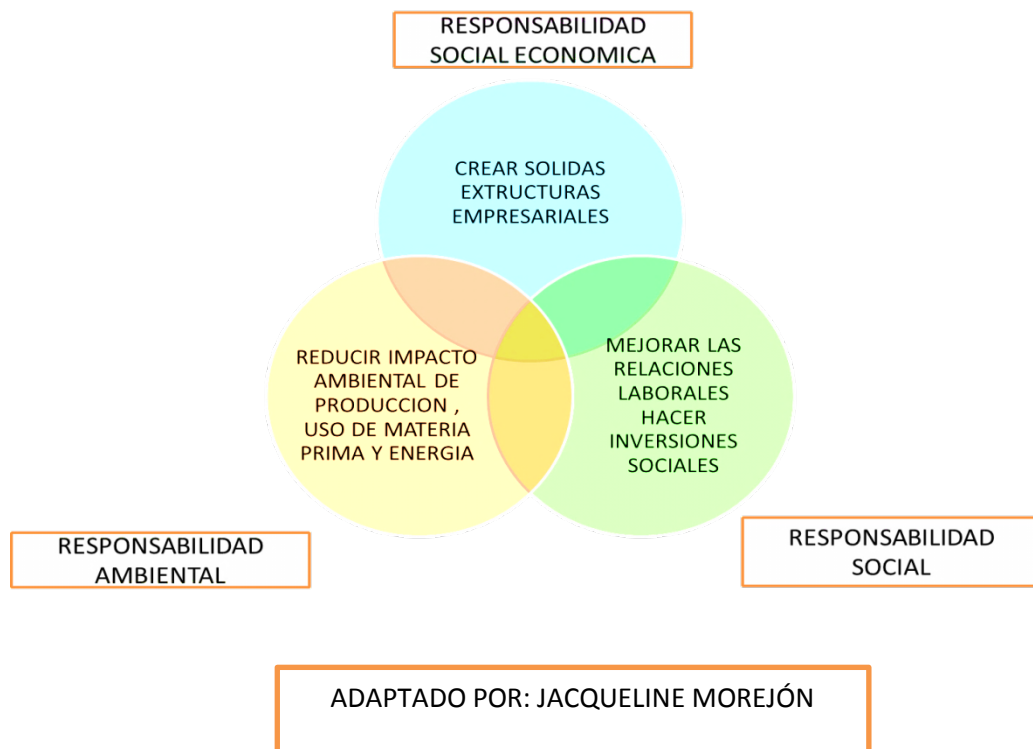 RESPONSABILIDAD
SOCIAL ECONOMICA
CREAR SOLIDAS
EXTRUCTURAS
EMPRESARIALES
REDUCIR IMPACTO
AMBIENTAL DE
PRODUCCION ,
USO DE MATERIA
PRIMA Y ENERGIA
MEJORAR LAS
RELACIONES
LABORALES
HACER
INVERSIONES
SOCIALES
RESPONSABILIDAD
AMBIENTAL
RESPONSABILIDAD
SOCIAL
ADAPTADO POR: JACQUELINE MOREJÓN